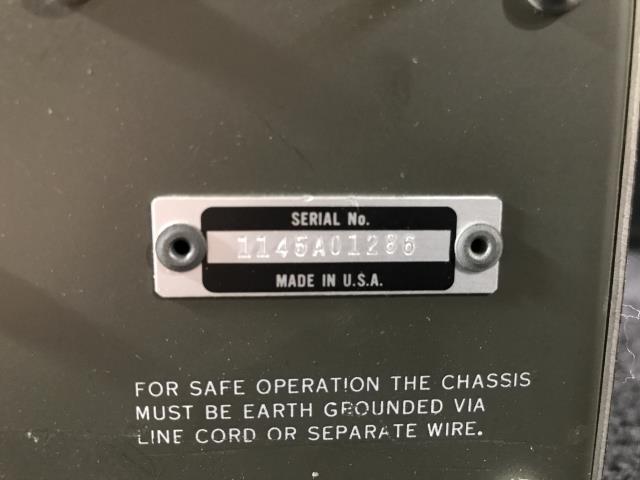 SERIAL No.
1145A01286
MADE IN U.S.A.
FOR SAFE OPERATION THE CHASSIS
MUST BE EARTH GROUNDED VIA
LINE CORD OR SEPARATE WIRE.